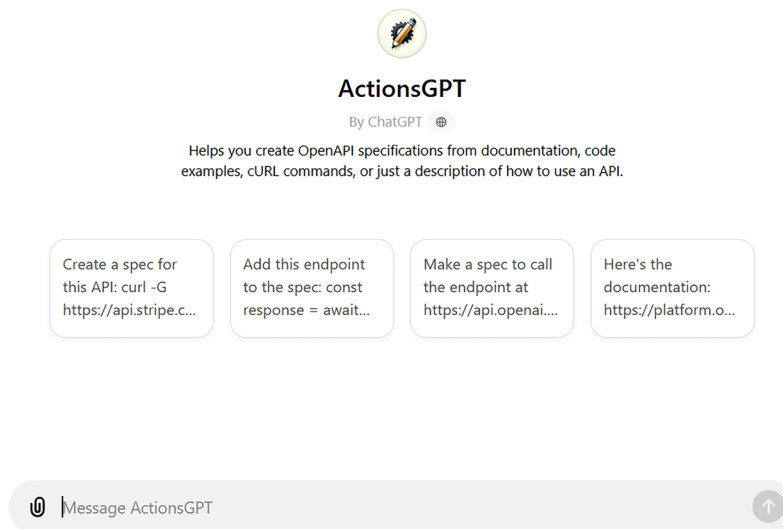 ActionsGPT
By ChatGPT
Helps you create OpenAPI specifications from documentation, code
examples, cURL commands, or just a description of how to use an API.
Create a spec for
this API: curl -G
https://api.stripe.c...
Add this endpoint
to the spec: const
response = await...
Make a spec to call
the endpoint at
https://api.openai....
Here's the
documentation:
https://platform.o...
Message ActionsGPT